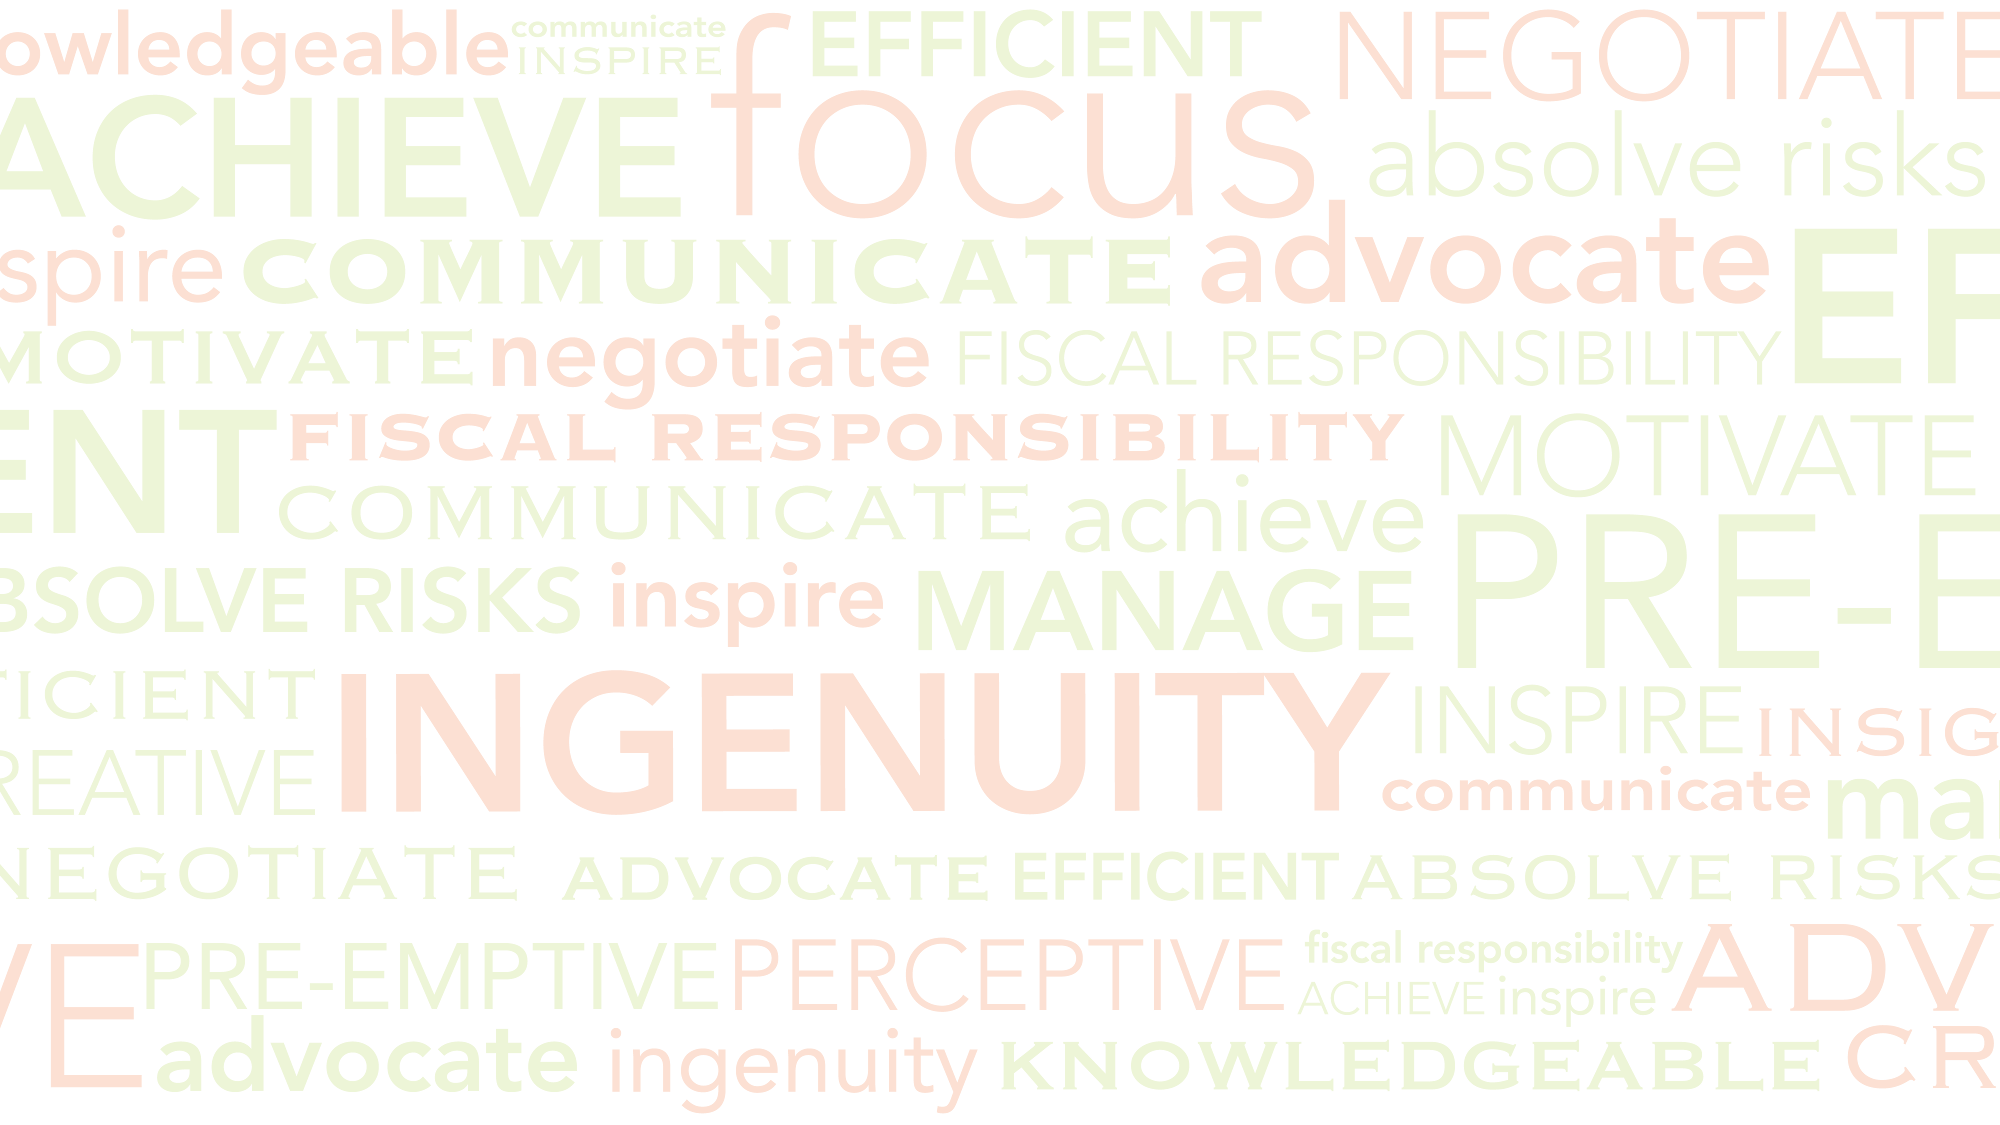 owledgeable communicate EFFICIENT NEGOTIATE
INSPIRE
ACHIEVE focus absolve risks
spire COMMUNICATE advocate EF
MOTIVATE negotiate FISCAL RESPONSIBILITY
ENT FISCAL RESPONSIBILITY MOTIVATE
COMMUNICATE achieve PRE-E
BSOLVE RISKS inspire MANAGE
ICIENT INGENUITY INSPIRE INSIG
REATIVE communicate ma
NEGOTIATE ADVOCATE EFFICIENT ABSOLVE RISKS
VE PRE-EMPTIVE PERCEPTIVE fiscal responsibility ADV
ACHIEVE inspire
advocate ingenuity KNOWLEDGEABLE CR